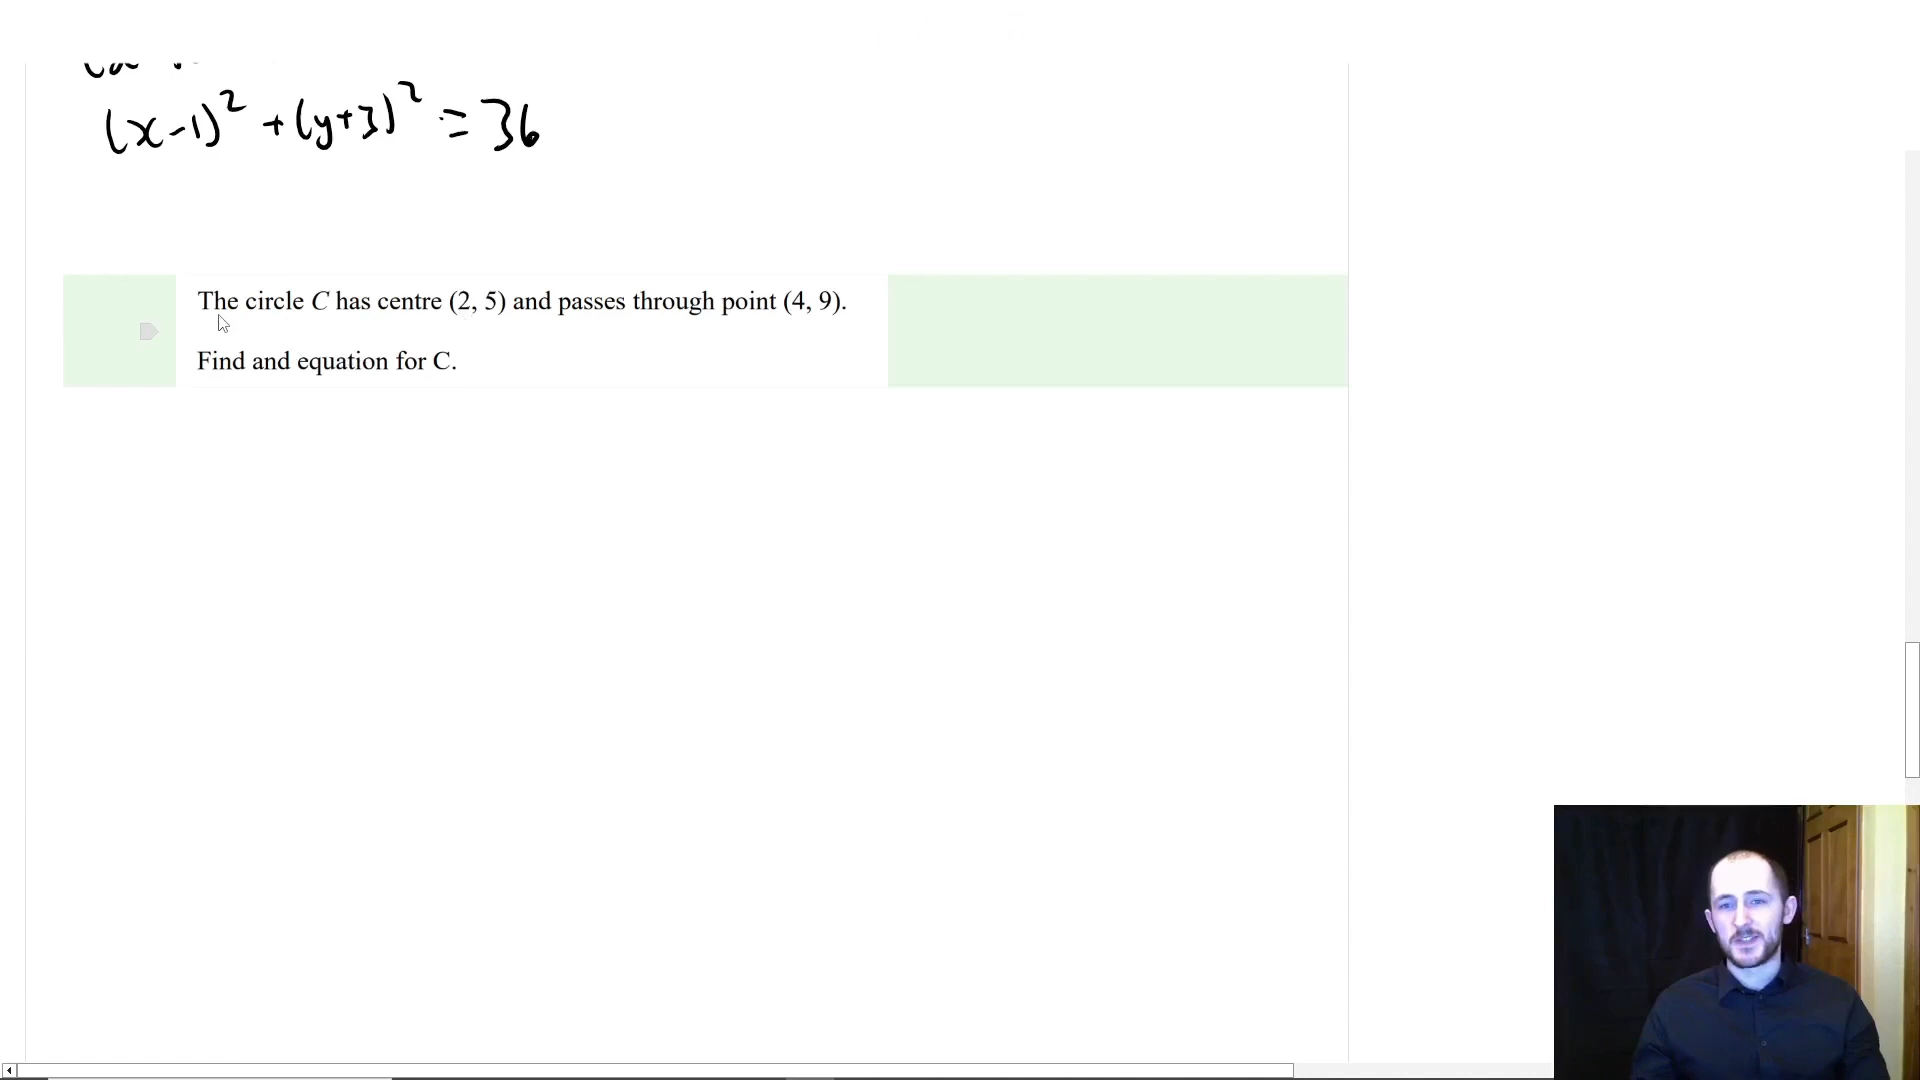 (x-1)² + (y+3)² = 36
The circle C has centre (2, 5) and passes through point (4, 9).
Find and equation for C.